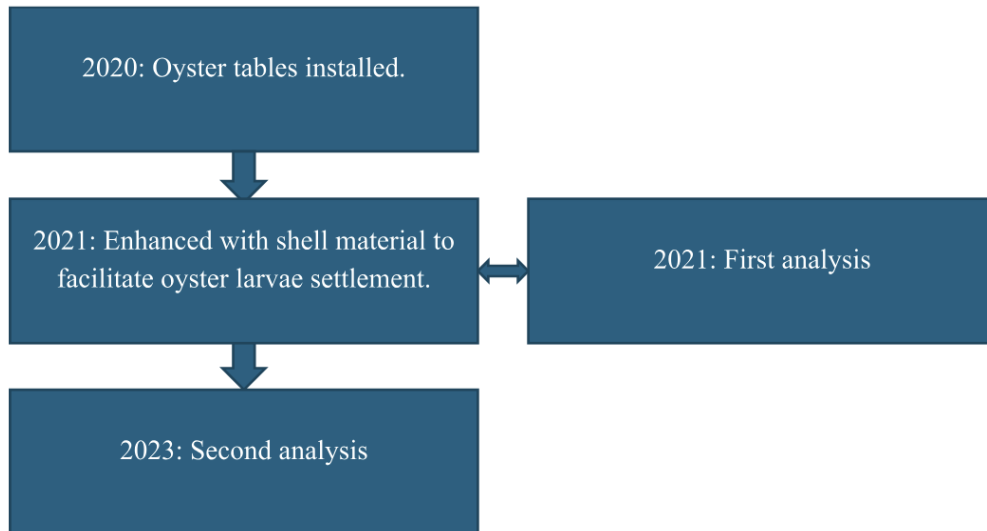 2020: Oyster tables installed.
2021: Enhanced with shell material to
facilitate oyster larvae settlement.
2021: First analysis
2023: Second analysis